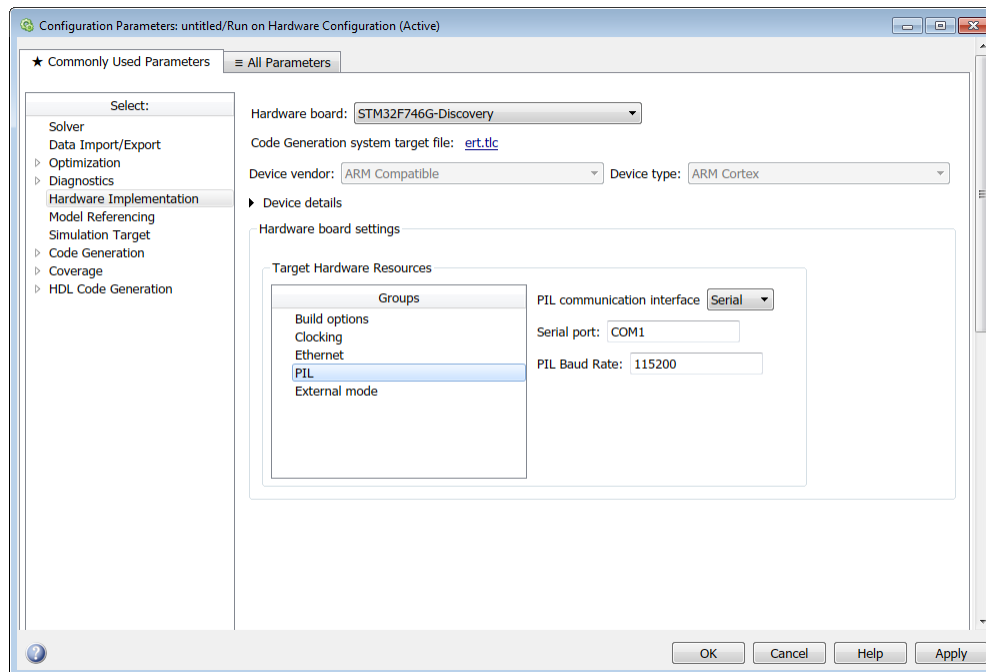 Configuration Parameters: untitled/Run on Hardware Configuration (Active)
★ Commonly Used Parameters
≡ All Parameters
Select:
Solver
Data Import/Export
Optimization
Diagnostics
Hardware Implementation
Model Referencing
Simulation Target
Code Generation
Coverage
HDL Code Generation
Hardware board: STM32F746G-Discovery
Code Generation system target file: ert.tlc
Device vendor: ARM Compatible Device type: ARM Cortex
Device details
Hardware board settings
Target Hardware Resources
Groups
Build options
Clocking
Ethernet
PIL
External mode
PIL communication interface Serial
Serial port: COM1
PIL Baud Rate: 115200
OK Cancel Help Apply